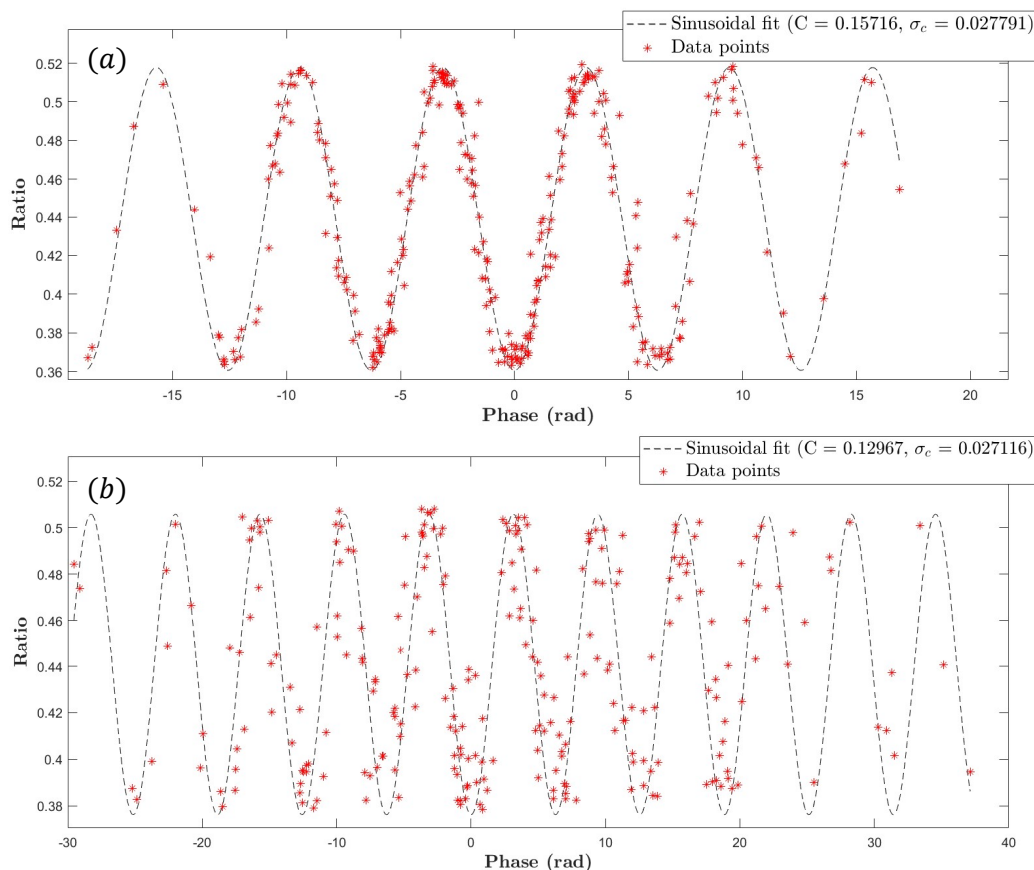 Sinusoidal fit (C = 0.15716, σc = 0.027791)
Data points
(a)
0.52
0.5
0.48
0.46
0.44
0.42
0.4
0.38
0.36
Ratio
-15 -10 -5 0 5 10 15 20
Phase (rad)
Sinusoidal fit (C = 0.12967, σc = 0.027116)
Data points
(b)
0.52
0.5
0.48
0.46
0.44
0.42
0.4
0.38
Ratio
-30 -20 -10 0 10 20 30 40
Phase (rad)